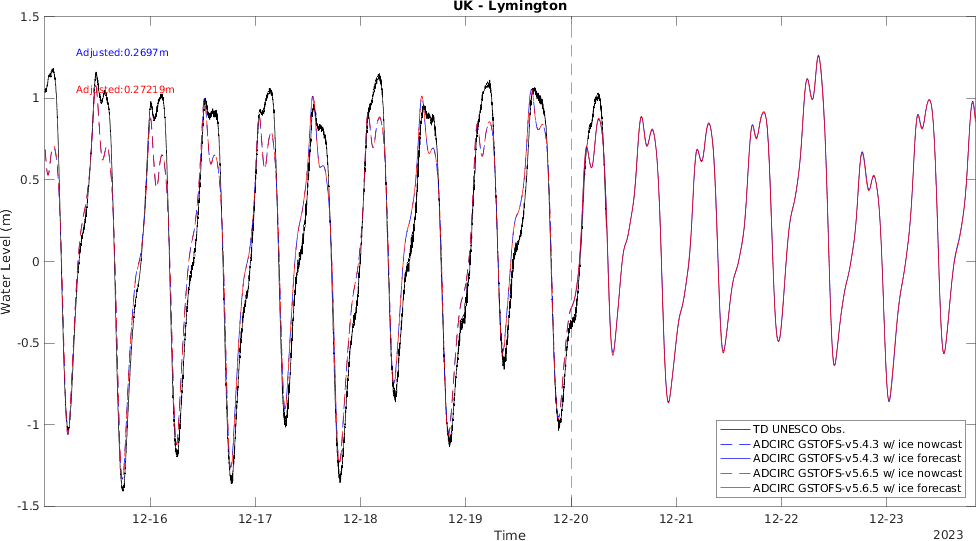 UK - Lymington
1.5
Adjusted:0.2697m
Adjusted:0.27219m
1
0.5
0
-0.5
-1
-1.5
Water Level (m)
TD UNESCO Obs.
ADCIRC GSTOFS-v5.4.3 w/ ice nowcast
ADCIRC GSTOFS-v5.4.3 w/ ice forecast
ADCIRC GSTOFS-v5.6.5 w/ ice nowcast
ADCIRC GSTOFS-v5.6.5 w/ ice forecast
12-16 12-17 12-18 12-19 12-20 12-21 12-22 12-23
Time
2023